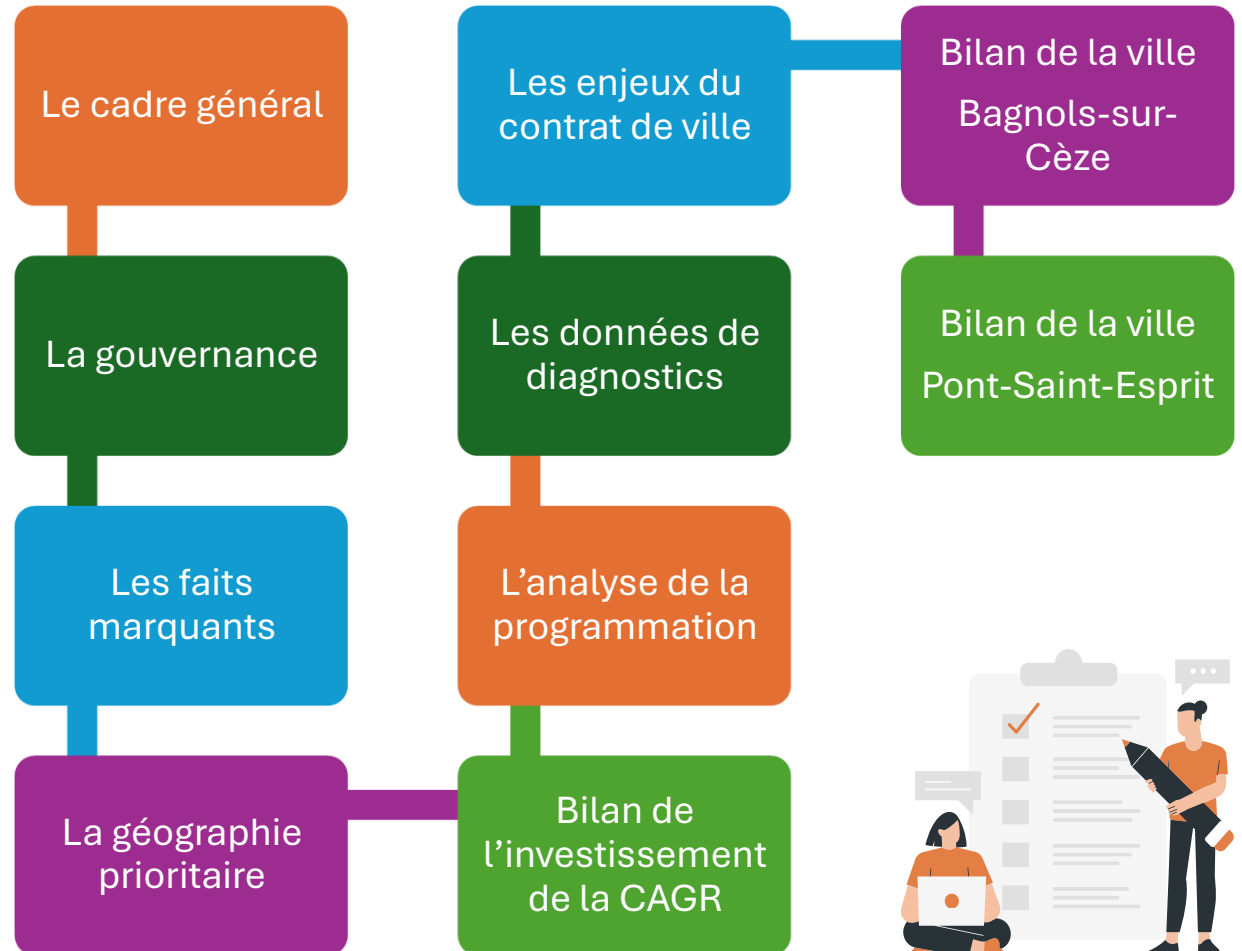 Le cadre général
La gouvernance
Les faits
marquants
La géographie
prioritaire
Bilan de
l’investissement
de la CAGR
L’analyse de la
programmation
Les données de
diagnostics
Les enjeux du
contrat de ville
Bilan de la ville
Bagnols-sur-
Cèze
Bilan de la ville
Pont-Saint-Esprit